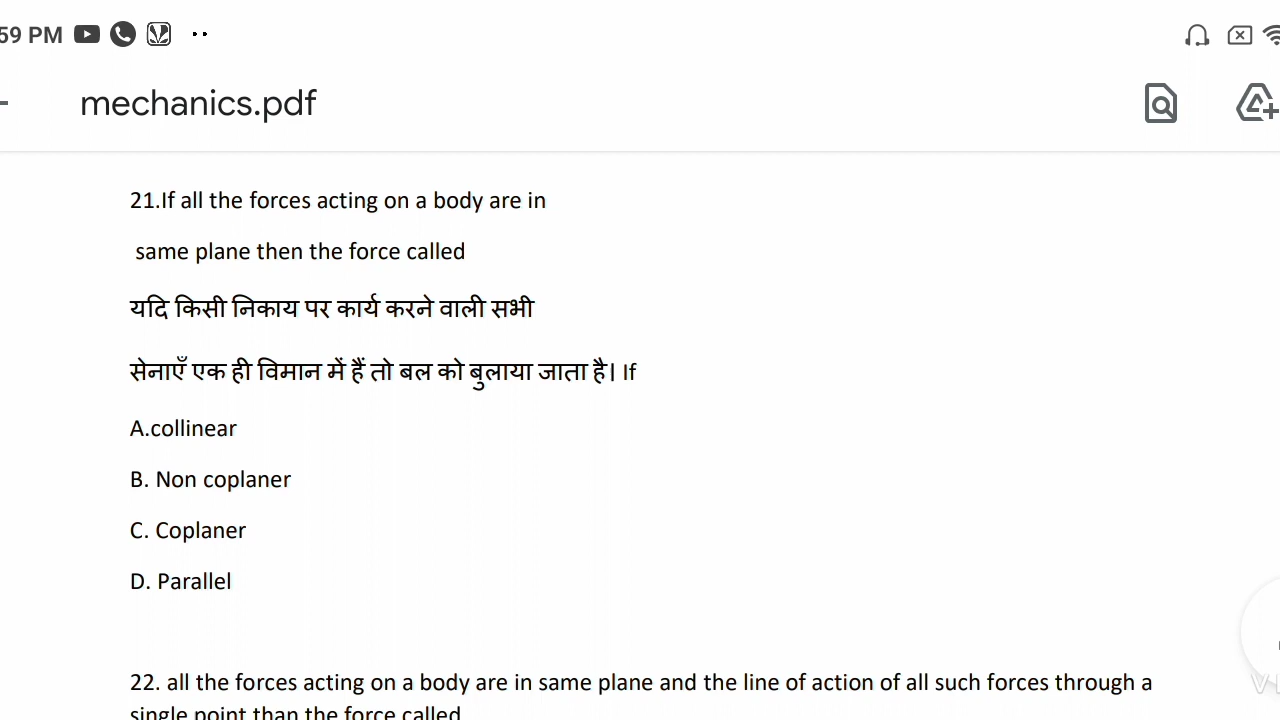 59 PM
mechanics.pdf
21.If all the forces acting on a body are in
same plane then the force called
यदि किसी निकाय पर कार्य करने वाली सभी
सेनाएँ एक ही विमान में हैं तो बल को बुलाया जाता है। If
A.collinear
B. Non coplaner
C. Coplaner
D. Parallel
22. all the forces acting on a body are in same plane and the line of action of all such forces through a
single point than the force called